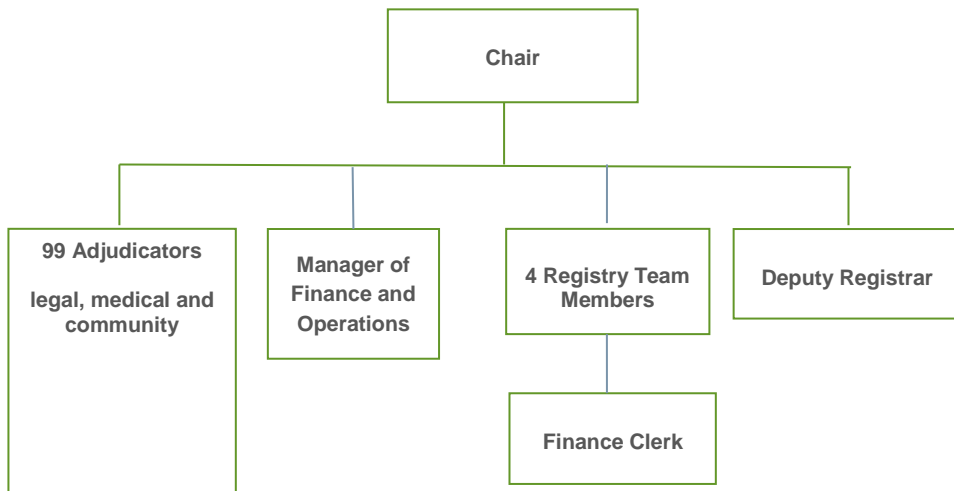 Chair
99 Adjudicators
legal, medical and
community
Manager of
Finance and
Operations
4 Registry Team
Members
Deputy Registrar
Finance Clerk